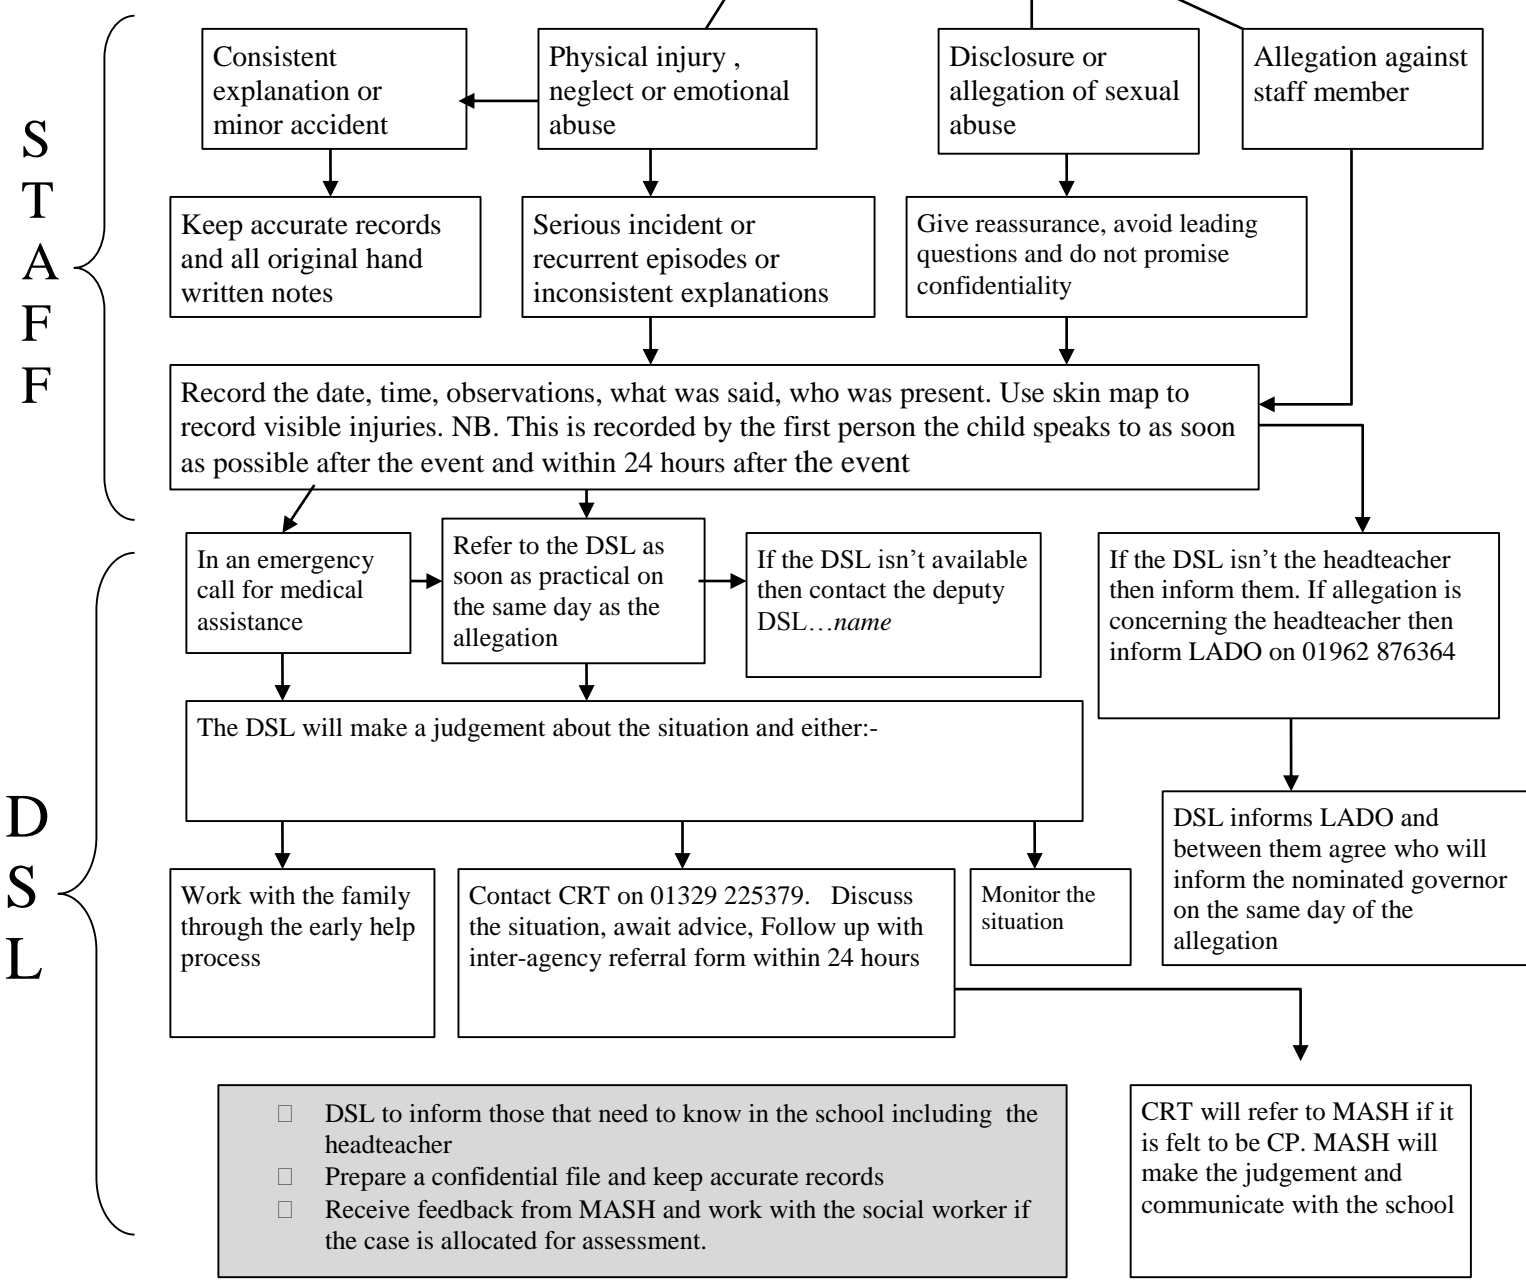 S
T
A
F
F
Consistent
explanation or
minor accident
Physical injury ,
neglect or emotional
abuse
Disclosure or
allegation of sexual
abuse
Allegation against
staff member
Keep accurate records
and all original hand
written notes
Serious incident or
recurrent episodes or
inconsistent explanations
Give reassurance, avoid leading
questions and do not promise
confidentiality
Record the date, time, observations, what was said, who was present. Use skin map to
record visible injuries. NB. This is recorded by the first person the child speaks to as soon
as possible after the event and within 24 hours after the event
D
S
L
In an emergency
call for medical
assistance
Refer to the DSL as
soon as practical on
the same day as the
allegation
If the DSL isn’t available
then contact the deputy
DSL…name
If the DSL isn’t the headteacher
then inform them. If allegation is
concerning the headteacher then
inform LADO on 01962 876364
The DSL will make a judgement about the situation and either:-
DSL informs LADO and
between them agree who will
inform the nominated governor
on the same day of the
allegation
Work with the family
through the early help
process
Contact CRT on 01329 225379. Discuss
the situation, await advice, Follow up with
inter-agency referral form within 24 hours
Monitor the
situation
DSL to inform those that need to know in the school including the
headteacher
Prepare a confidential file and keep accurate records
Receive feedback from MASH and work with the social worker if
the case is allocated for assessment.
CRT will refer to MASH if it
is felt to be CP. MASH will
make the judgement and
communicate with the school